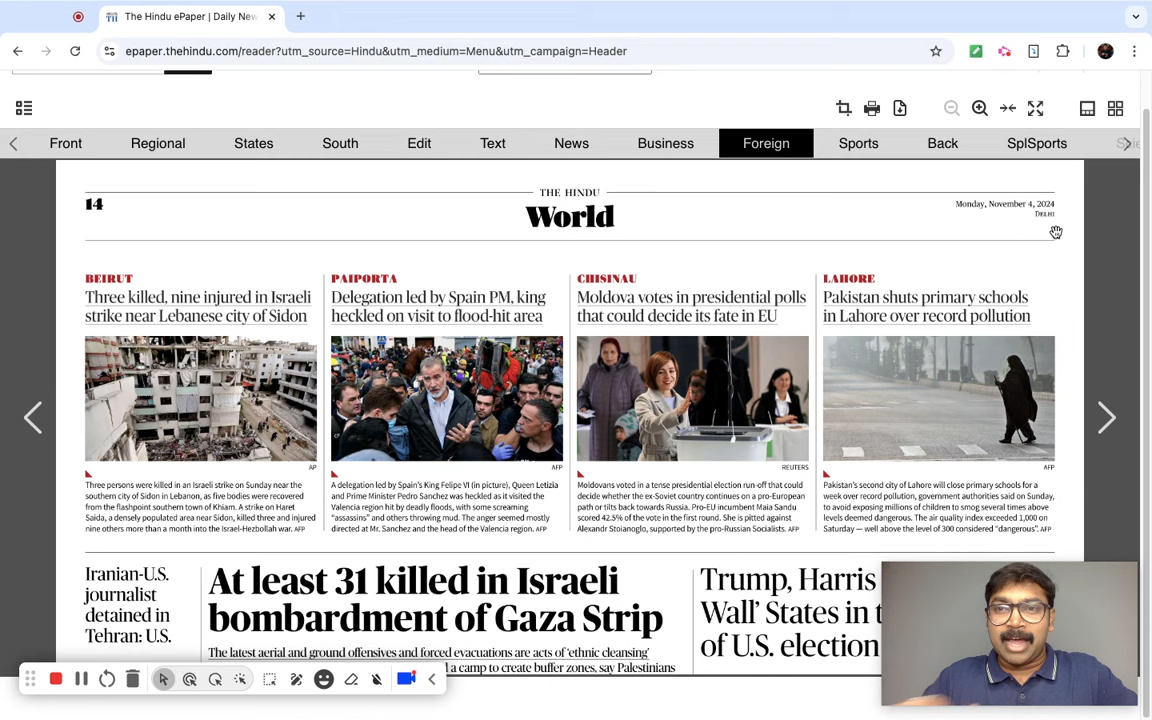 The Hindu ePaper | Daily New
epaper.thehindu.com/reader?utm_source=Hindu&utm_medium=Menu&utm_campaign=Header
Front Regional States South Edit Text News Business Foreign Sports Back SplSports
14
THE HINDU
World
Monday, November 4, 2024
DELHI
BEIRUT
Three killed, nine injured in Israeli
strike near Lebanese city of Sidon
AP
Three persons were killed in an Israeli strike on Sunday near the
southern city of Sidon in Lebanon, as five bodies were recovered
from the flashpoint southern town of Khiam. A strike on Haret
Saida, a densely populated area near Sidon, killed three and injured
nine others more than a month into the Israel-Hezbollah war. AFP
PAIPORTA
Delegation led by Spain PM, king
heckled on visit to flood-hit area
AFP
A delegation led by Spain's King Felipe VI (in picture), Queen Letizia
and Prime Minister Pedro Sanchez was heckled as it visited the
Valencia region hit by deadly floods, with some screaming
“assassins” and others throwing mud. The anger seemed mostly
directed at Mr. Sanchez and the head of the Valencia region. AFP
CHISINAU
Moldova votes in presidential polls
that could decide its fate in EU
REUTERS
Moldovans voted in a tense presidential election run-off that could
decide whether the ex-Soviet country continues on a pro-European
path or tilts back towards Russia. Pro-EU incumbent Maia Sandu
scored 42.5% of the vote in the first round. She is pitted against
Alexandr Stoianoglo, supported by the pro-Russian Socialists. AFP
LAHORE
Pakistan shuts primary schools
in Lahore over record pollution
AFP
Pakistan's second city of Lahore will close primary schools for a
week over record pollution, government authorities said on Sunday,
to avoid exposing millions of children to smog several times above
levels deemed dangerous. The air quality index exceeded 1,000 on
Saturday — well above the level of 300 considered “dangerous”. AFP
Iranian-U.S.
journalist
detained in
Tehran: U.S.
At least 31 killed in Israeli
bombardment of Gaza Strip
The latest aerial and ground offensives and forced evacuations are acts of ‘ethnic cleansing’
d a camp to create buffer zones, say Palestinians
Trump, Harris
Wall’ States in t
of U.S. election